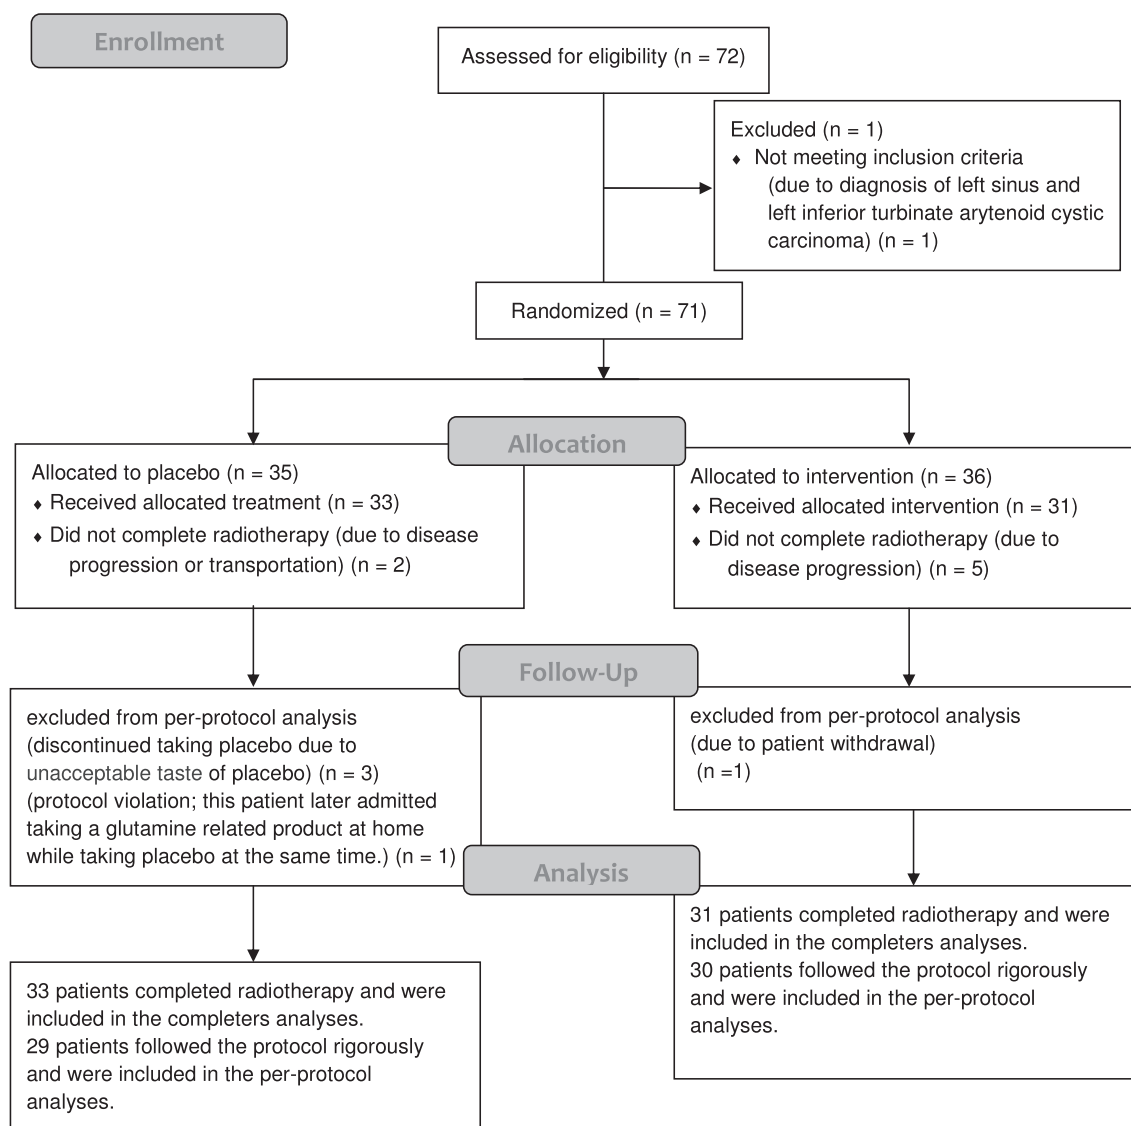 Enrollment
Assessed for eligibility (n = 72)
Excluded (n = 1)
♦ Not meeting inclusion criteria
(due to diagnosis of left sinus and
left inferior turbinate arytenoid cystic
carcinoma) (n = 1)
Randomized (n = 71)
Allocation
Allocated to placebo (n = 35)
♦ Received allocated treatment (n = 33)
♦ Did not complete radiotherapy (due to disease
progression or transportation) (n = 2)
Allocated to intervention (n = 36)
♦ Received allocated intervention (n = 31)
♦ Did not complete radiotherapy (due to
disease progression) (n = 5)
Follow-Up
excluded from per-protocol analysis
(discontinued taking placebo due to
unacceptable taste of placebo) (n = 3)
(protocol violation; this patient later admitted
taking a glutamine related product at home
while taking placebo at the same time.) (n = 1)
excluded from per-protocol analysis
(due to patient withdrawal)
(n =1)
Analysis
33 patients completed radiotherapy and were
included in the completers analyses.
29 patients followed the protocol rigorously
and were included in the per-protocol
analyses.
31 patients completed radiotherapy and were
included in the completers analyses.
30 patients followed the protocol rigorously
and were included in the per-protocol
analyses.